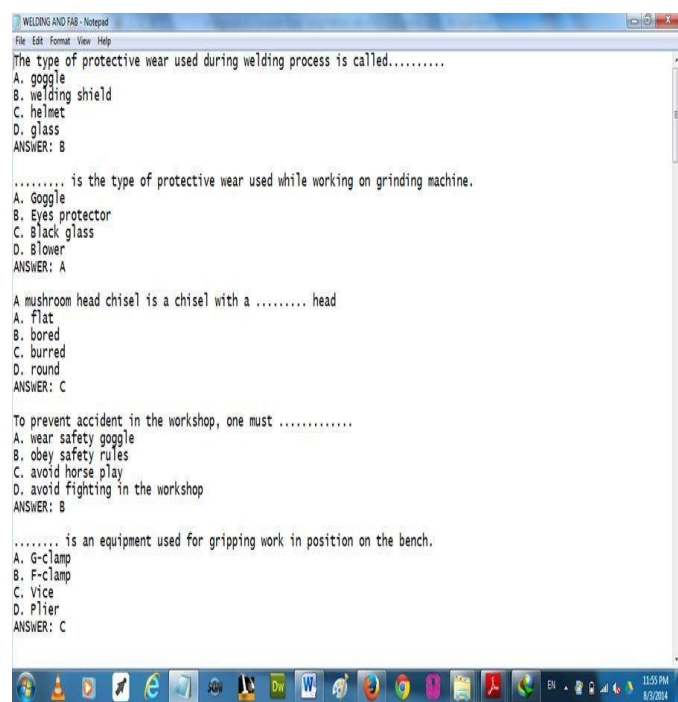 WELDING AND FAB - Notepad
File Edit Format View Help
The type of protective wear used during welding process is called..........
A. goggle
B. welding shield
C. helmet
D. glass
ANSWER: B
......... is the type of protective wear used while working on grinding machine.
A. Goggle
B. Eyes protector
C. Black glass
D. Blower
ANSWER: A
A mushroom head chisel is a chisel with a ......... head
A. flat
B. bored
C. burred
D. round
ANSWER: C
To prevent accident in the workshop, one must .............
A. wear safety goggle
B. obey safety rules
C. avoid horse play
D. avoid fighting in the workshop
ANSWER: B
........ is an equipment used for gripping work in position on the bench.
A. G-clamp
B. F-clamp
C. Vice
D. Plier
ANSWER: C
Dw W EN 11:55 PM
8/3/2014